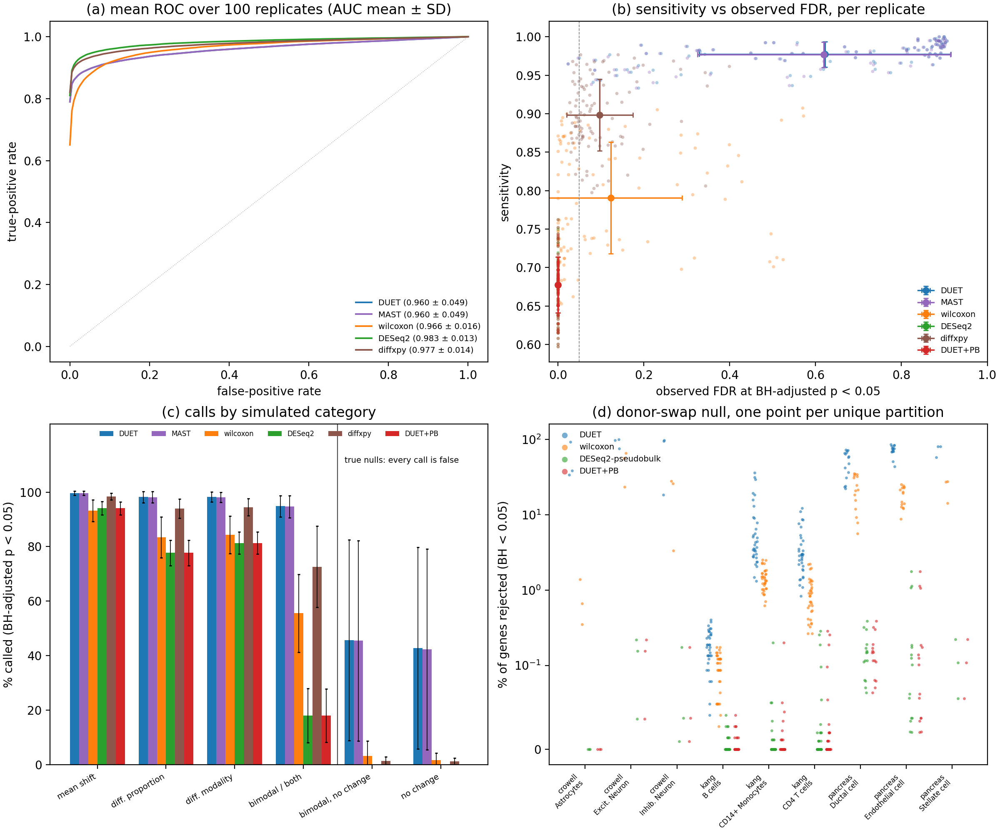 (a) mean ROC over 100 replicates (AUC mean ± SD)
1.0
0.8
0.6
0.4
0.2
0.0
true-positive rate
DUET (0.960 ± 0.049)
MAST (0.960 ± 0.049)
wilcoxon (0.966 ± 0.016)
DESeq2 (0.983 ± 0.013)
diffxpy (0.977 ± 0.014)
0.0 0.2 0.4 0.6 0.8 1.0
false-positive rate
(b) sensitivity vs observed FDR, per replicate
1.00
0.95
0.90
0.85
0.80
0.75
0.70
0.65
0.60
sensitivity
DUET
MAST
wilcoxon
DESeq2
diffxpy
DUET+PB
0.0 0.2 0.4 0.6 0.8 1.0
observed FDR at BH-adjusted p < 0.05
(c) calls by simulated category
DUET MAST wilcoxon DESeq2 diffxpy DUET+PB
true nulls: every call is false
100
80
60
40
20
0
% called (BH-adjusted p < 0.05)
mean shift
diff. proportion
diff. modality
bimodal / both
bimodal, no change
no change
(d) donor-swap null, one point per unique partition
DUET
wilcoxon
DESeq2-pseudobulk
DUET+PB
10²
10¹
10⁰
10⁻¹
0
% of genes rejected (BH < 0.05)
crowell
Astrocytes
crowell
Excit. Neuron
crowell
Inhib. Neuron
kang
B cells
kang
CD14+ Monocytes
kang
CD4 T cells
pancreas
Ductal cell
pancreas
Endothelial cell
pancreas
Stellate cell